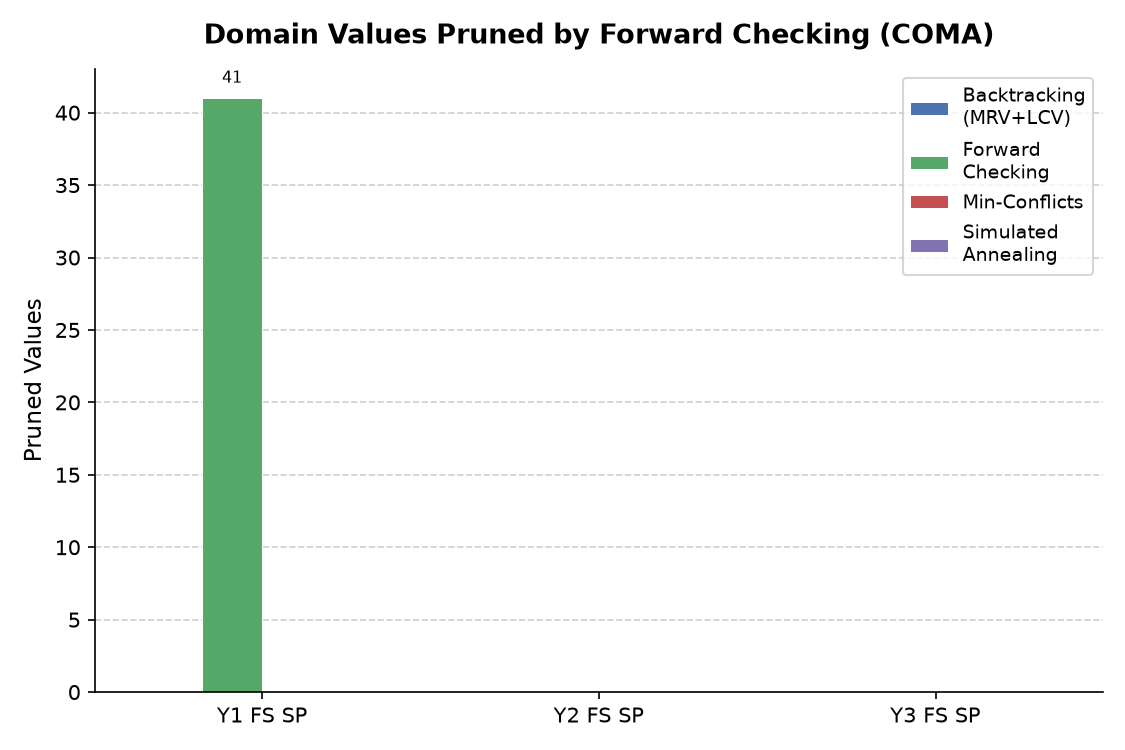 Domain Values Pruned by Forward Checking (COMA)
41
Backtracking
(MRV+LCV)
Forward
Checking
Min-Conflicts
Simulated
Annealing
Pruned Values
40
35
30
25
20
15
10
5
0
Y1 FS SP
Y2 FS SP
Y3 FS SP